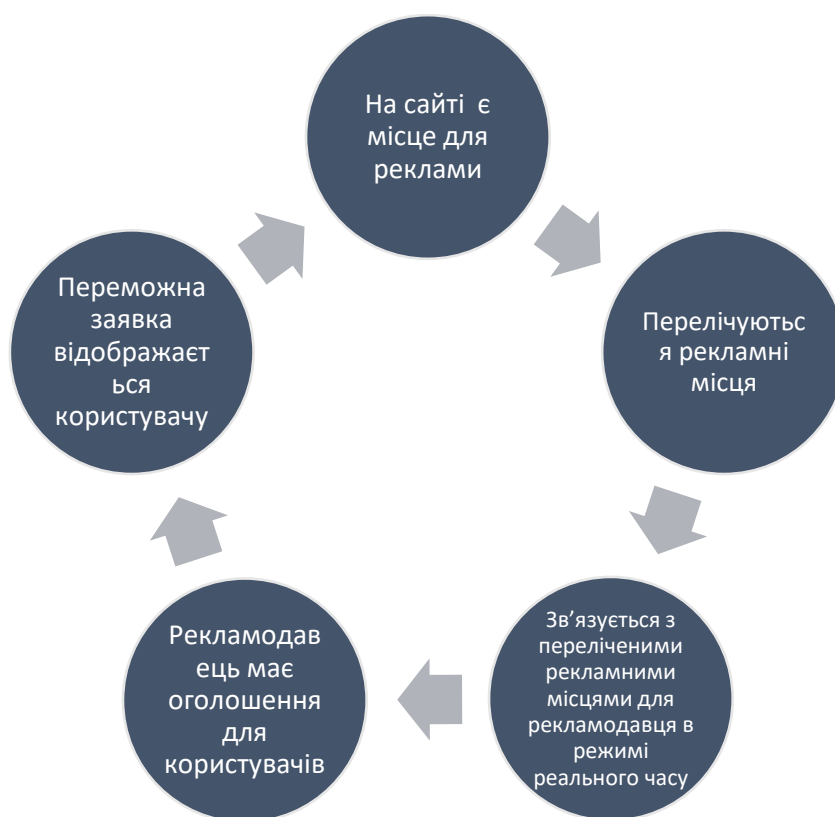 На сайті є
місце для
реклами
Перелічуютьс
я рекламні
місця
Зв’язується з
переліченими
рекламними
місцями для
рекламодавця в
режимі
реального часу
Рекламодав
ець має
оголошення
для
користувачів
Переможна
заявка
відображаєт
ься
користувачу